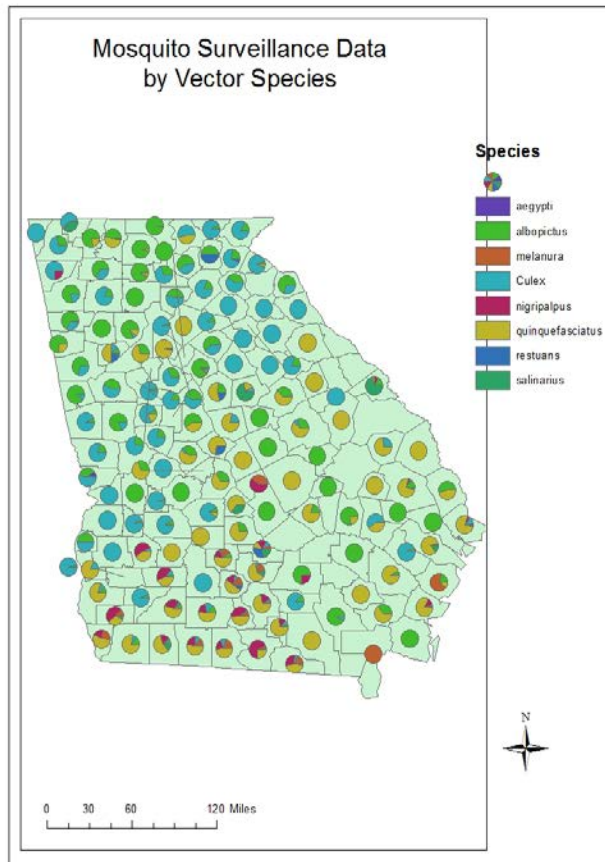 Mosquito Surveillance Data
by Vector Species
Species
aegypti
albopictus
melanura
Culex
nigripalpus
quinquefasciatus
restuans
salinarius
N
0 30 60 120 Miles